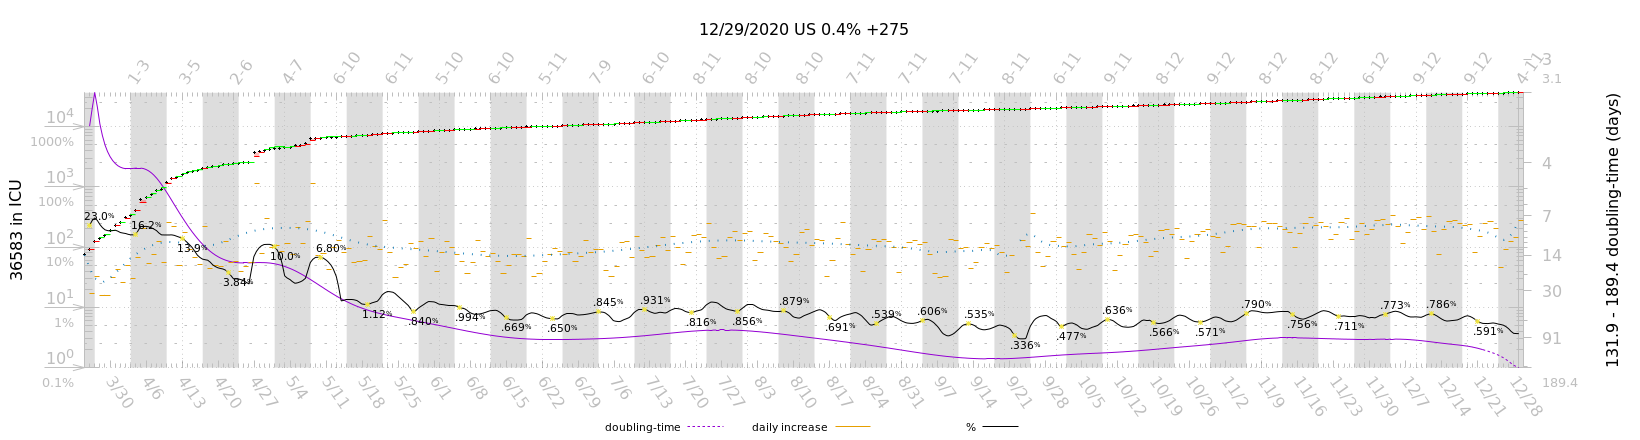 12/29/2020 US 0.4% +275
1-3 3-5 2-6 4-7 6-10 6-11 5-10 6-10 5-11 7-9 6-10 8-11 8-10 8-10 7-11 7-11 7-11 8-11 6-11 8-12 9-12 8-12 8-12 6-12 9-12 9-12 4-11
3
3.1
10^4
1000%
10^3
100%
10^2
10%
10^1
1%
10^0
0.1%
36583 in ICU
23.0% 16.2% 13.9% 3.84% 10.0% 6.80% 1.12% .840% .994% .669% .650% .845% .931% .816% .856% .879% .691% .539% .606% .535% .336% .477% .636% .566% .571% .790% .756% .711% .773% .786% .591%
4
7
14
30
91
189.4
131.9 - 189.4 doubling-time (days)
3/30 4/6 4/13 4/20 4/27 5/4 5/11 5/18 5/25 6/1 6/8 6/15 6/22 6/29 7/6 7/13 7/20 7/27 8/3 8/10 8/17 8/24 8/31 9/7 9/14 9/21 9/28 10/5 10/12 10/19 10/26 11/2 11/9 11/16 11/23 11/30 12/7 12/14 12/21 12/28
doubling-time daily increase %